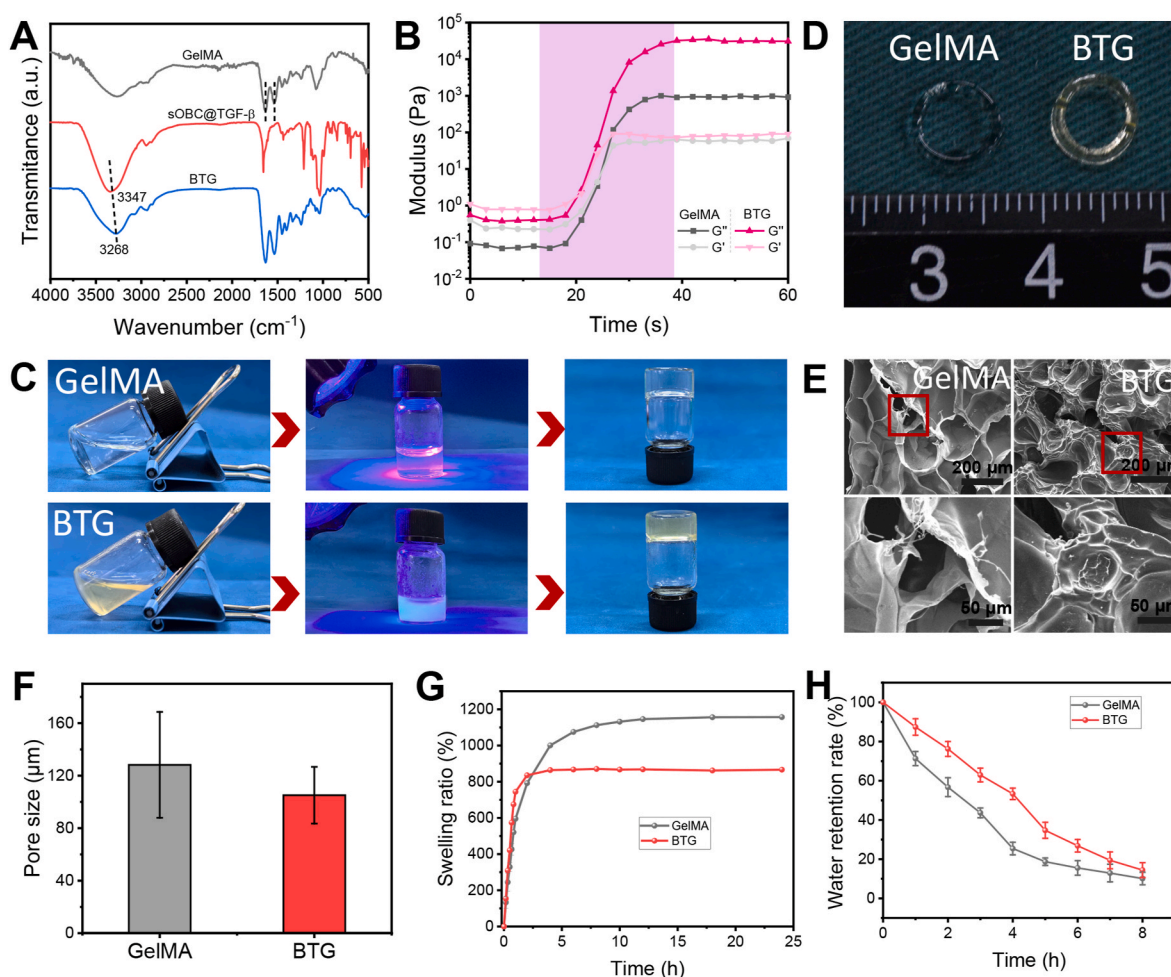 A
Transmittance (a.u.)
GelMA
sOBC@TGF-β
3347
BTG
3268
4000 3500 3000 2500 2000 1500 1000 500
Wavenumber (cm⁻¹)
B
Modulus (Pa)
10⁵
10⁴
10³
10²
10¹
10⁰
10⁻¹
10⁻²
GelMA BTG
G" G"
G' G'
0 20 40 60
Time (s)
D
GelMA BTG
3 4 5
C
GelMA
BTG
E
GelMA BTG
200 µm 200 µm
50 µm 50 µm
F
Pore size (µm)
160
120
80
40
0
GelMA BTG
G
Swelling ratio (%)
1200
1000
800
600
400
200
0
GelMA
BTG
0 5 10 15 20 25
Time (h)
H
Water retention rate (%)
100
80
60
40
20
0
GelMA
BTG
0 2 4 6 8
Time (h)